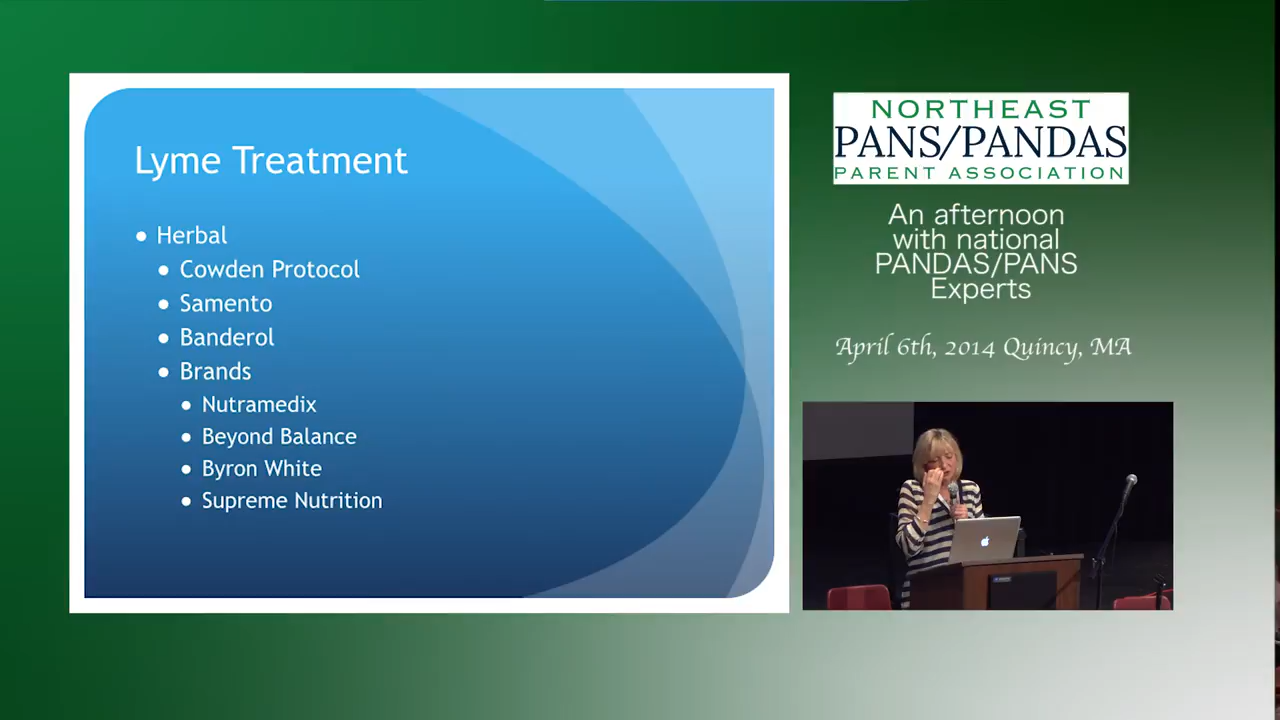 Lyme Treatment
● Herbal
● Cowden Protocol
● Samento
● Banderol
● Brands
● Nutramedix
● Beyond Balance
● Byron White
● Supreme Nutrition
NORTHEAST
PANS/PANDAS
PARENT ASSOCIATION
An afternoon
with national
PANDAS/PANS
Experts
April 6th, 2014 Quincy, MA